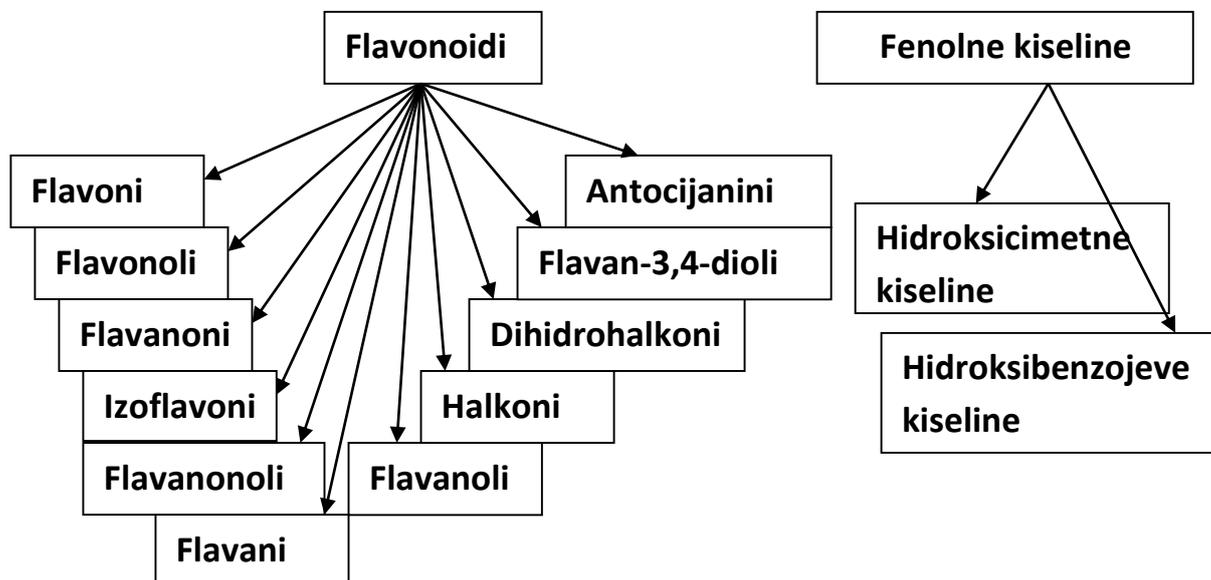 Flavonoidi
Fenolne kiseline
Flavoni
Antocijanini
Flavonoli
Flavan-3,4-dioli
Hidroksicimetne
kiseline
Flavanoni
Dihidrohalkoni
Hidroksibenzojeve
kiseline
Izoflavoni
Halkoni
Flavanonoli
Flavanoli
Flavani